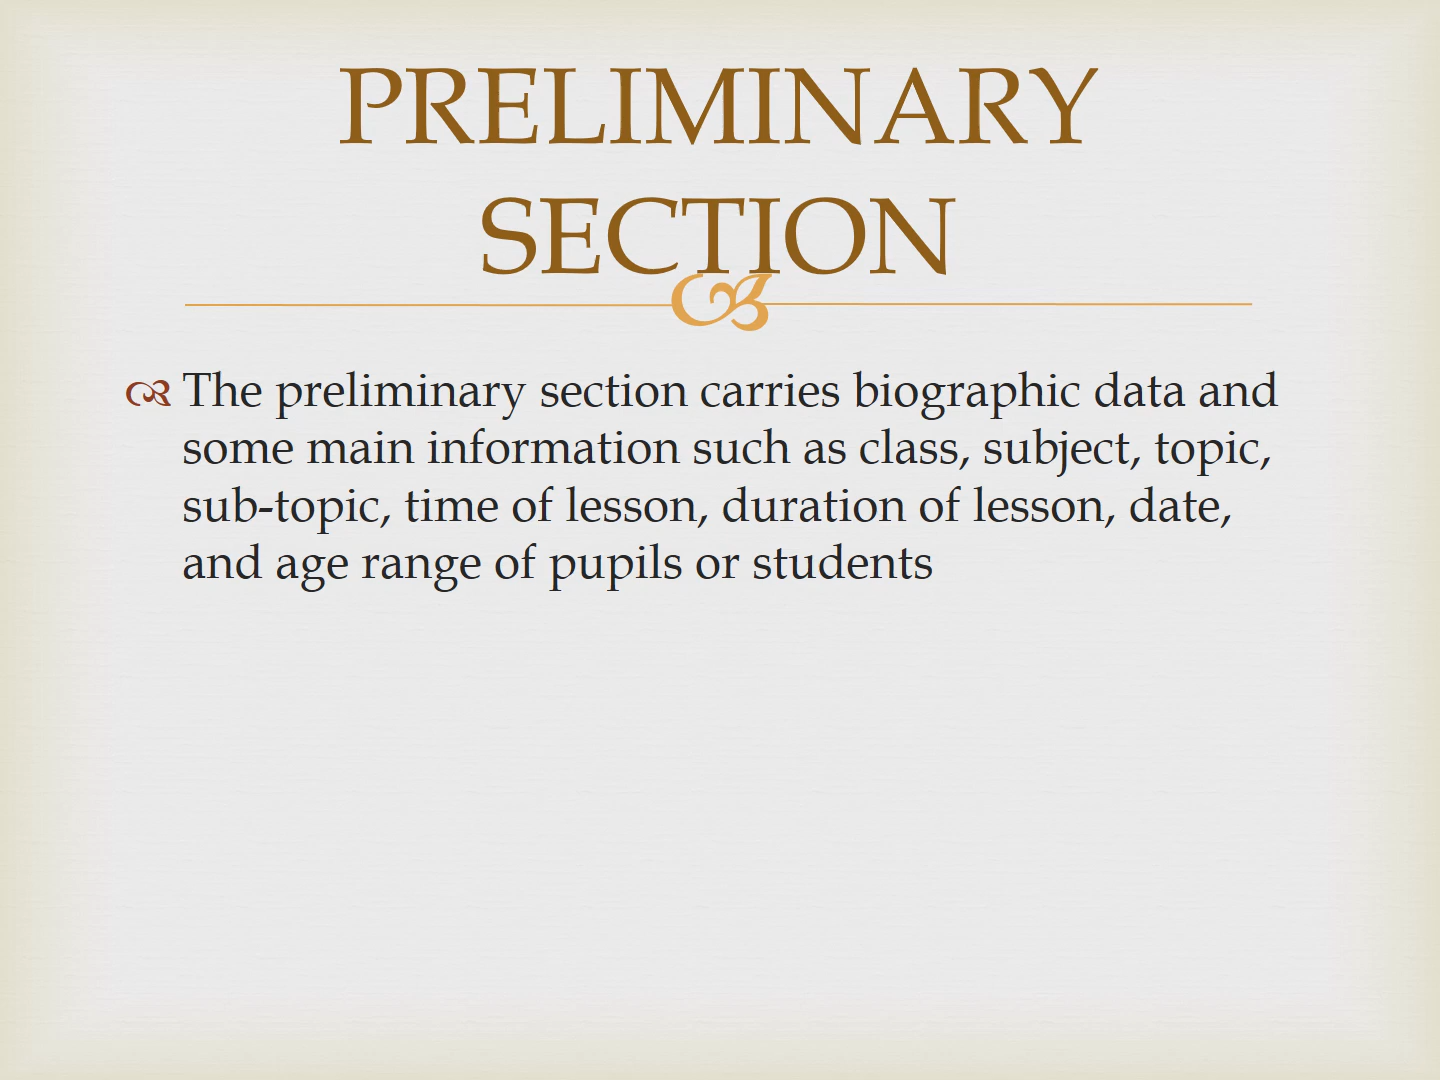 PRELIMINARY
SECTION
The preliminary section carries biographic data and
some main information such as class, subject, topic,
sub-topic, time of lesson, duration of lesson, date,
and age range of pupils or students